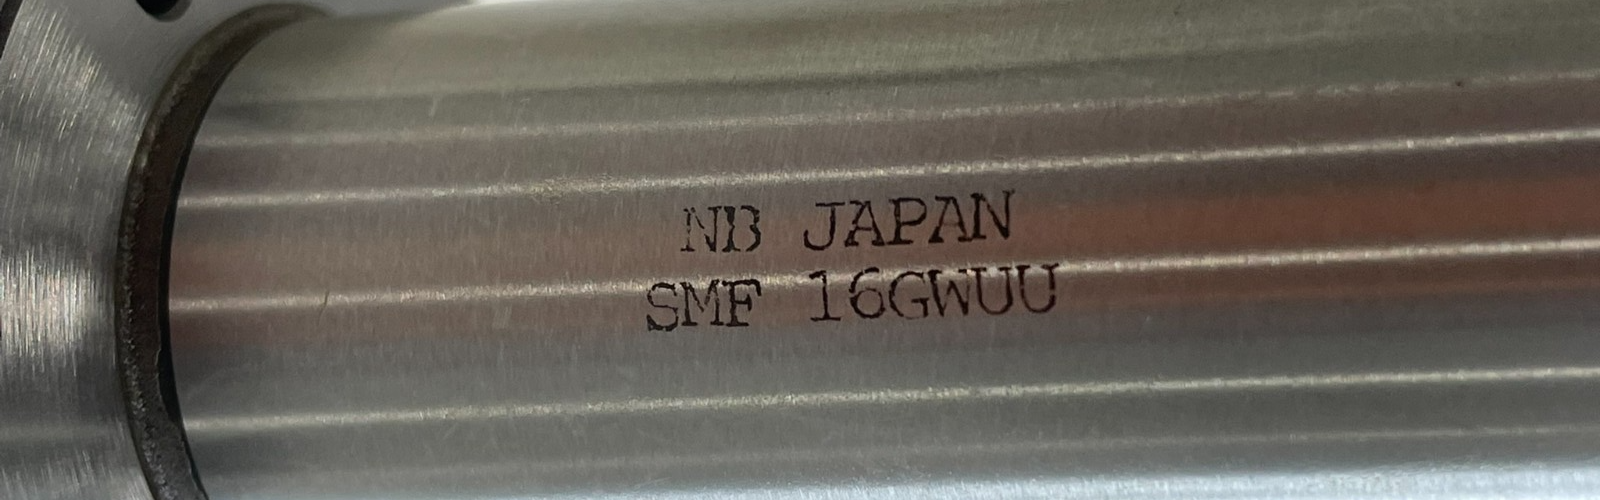 NB JAPAN
SMF 16GWUU